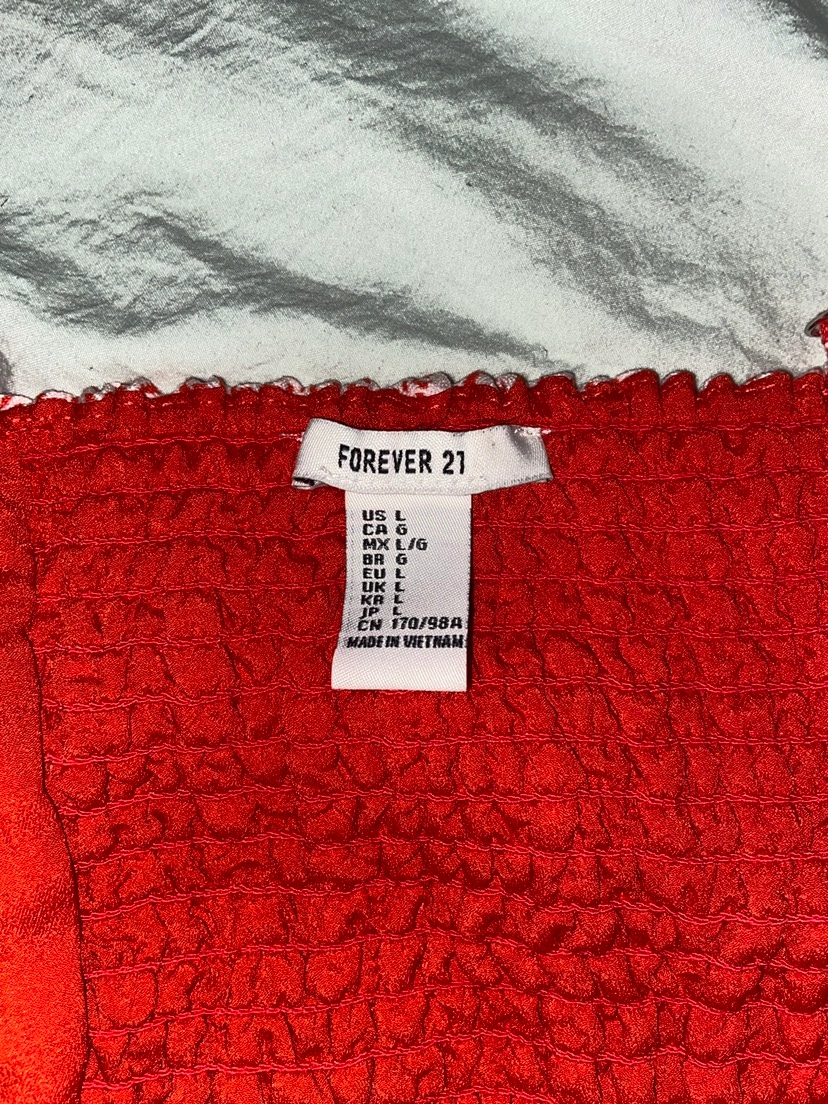 FOREVER 21
US L
CA G
MX L/G
BR G
EU L
UK L
KR L
JP L
CN 170/98A
MADE IN VIETNAM